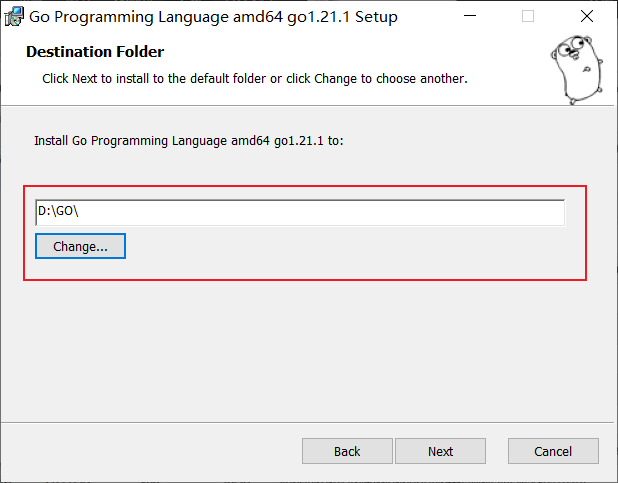 Go Programming Language amd64 go1.21.1 Setup
Destination Folder
Click Next to install to the default folder or click Change to choose another.
Install Go Programming Language amd64 go1.21.1 to:
D:\GO\
Change...
Back Next Cancel